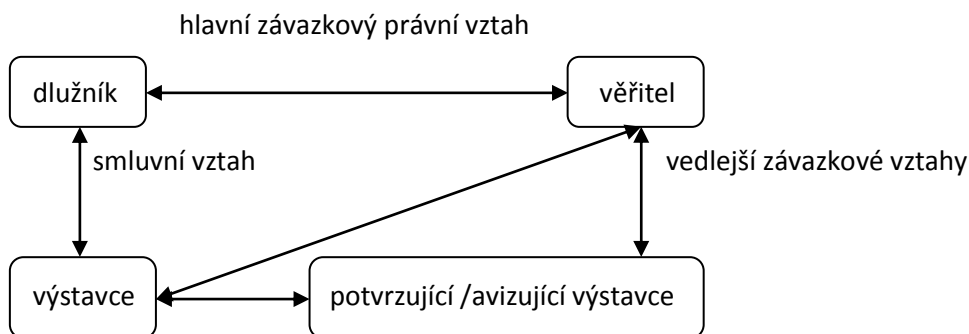 hlavní závazkový právní vztah
dlužník
věřitel
smluvní vztah
vedlejší závazkové vztahy
výstavce
potvrzující /avizující výstavce